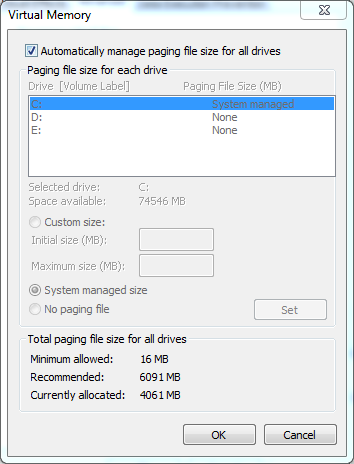 Virtual Memory
Automatically manage paging file size for all drives
Paging file size for each drive
Drive [Volume Label] Paging File Size (MB)
C: System managed
D: None
E: None
Selected drive: C:
Space available: 74546 MB
Custom size:
Initial size (MB):
Maximum size (MB):
System managed size
No paging file Set
Total paging file size for all drives
Minimum allowed: 16 MB
Recommended: 6091 MB
Currently allocated: 4061 MB
OK Cancel